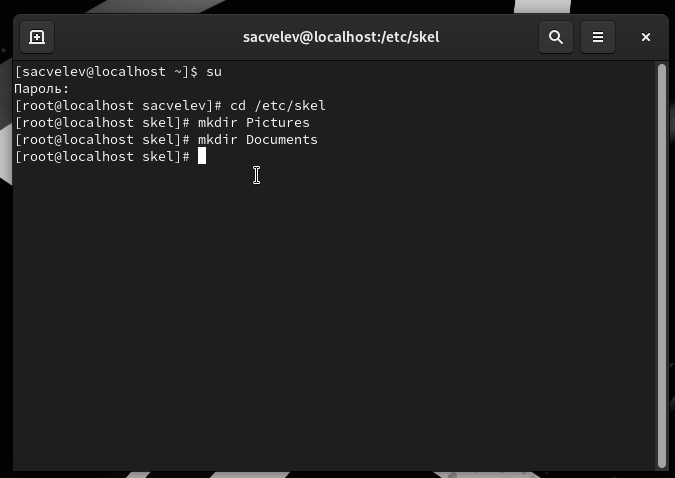 sacvelev@localhost:/etc/skel
[sacvelev@localhost ~]$ su
Пароль:
[root@localhost sacvelev]# cd /etc/skel
[root@localhost skel]# mkdir Pictures
[root@localhost skel]# mkdir Documents
[root@localhost skel]#